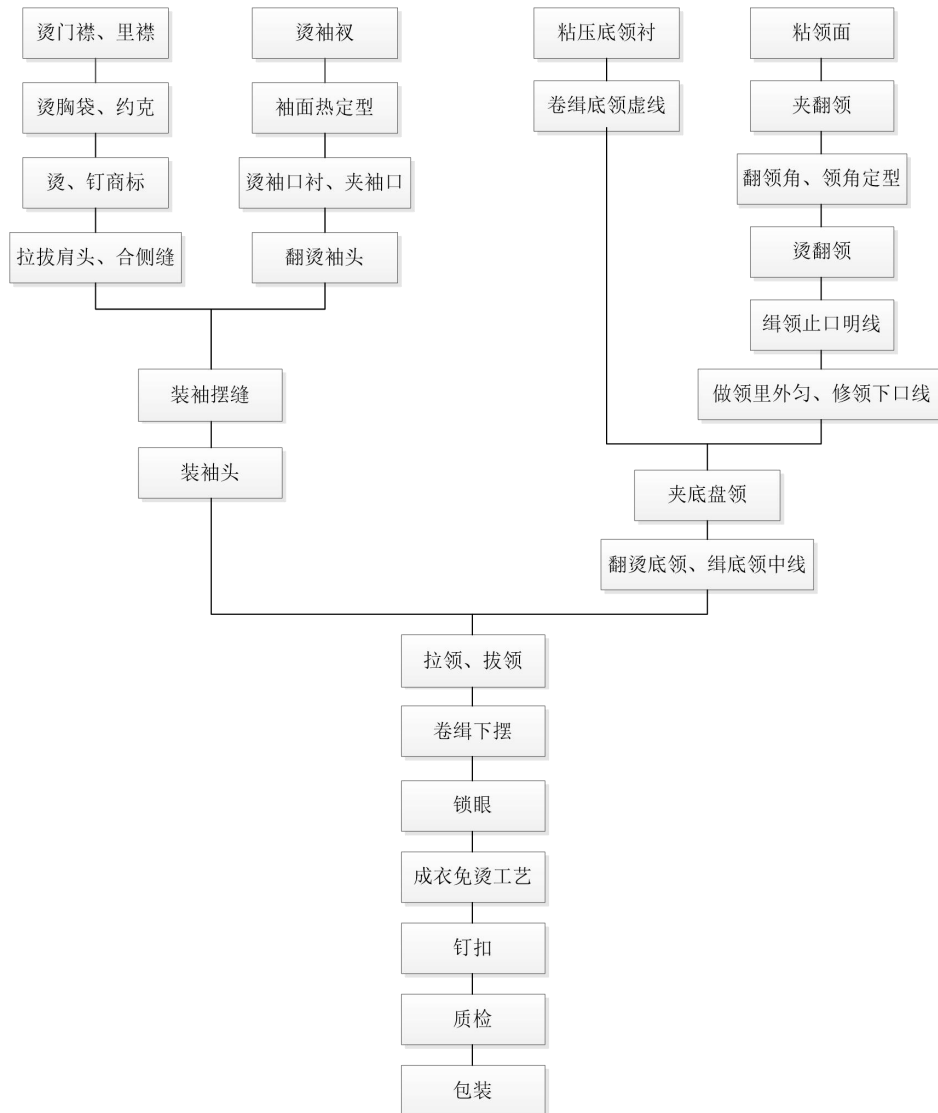 烫门襟、里襟
烫袖衩
粘压底领衬
粘领面
烫胸袋、约克
袖面热定型
卷缉底领虚线
夹翻领
烫、钉商标
烫袖口衬、夹袖口
翻领角、领角定型
拉拔肩头、合侧缝
翻烫袖头
烫翻领
缉领止口明线
装袖摆缝
做领里外匀、修领下口线
装袖头
夹底盘领
翻烫底领、缉底领中线
拉领、拔领
卷缉下摆
锁眼
成衣免烫工艺
钉扣
质检
包装